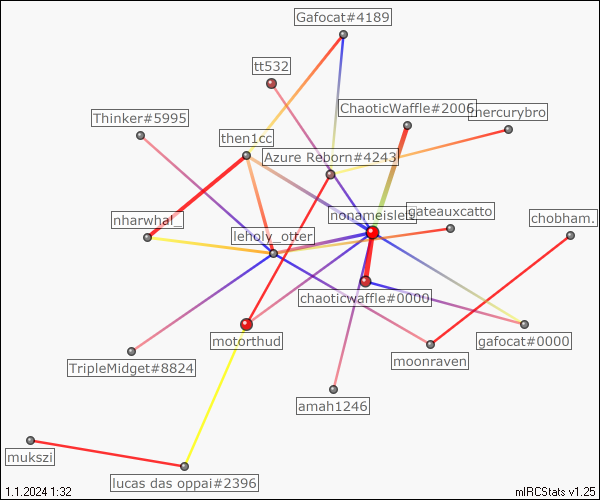 Gafocat#4189
tt532
ChaoticWaffle#2006
mercurybro
Thinker#5995
then1cc
Azure Reborn#4243
nonameisleft
gateauxcatto
chobham.
nharwhal_
leholy_otter
chaoticwaffle#0000
motorthud
gafocat#0000
moonraven
TripleMidget#8824
amah1246
mukszi
lucas das oppai#2396
1.1.2024 1:32
mIRCStats v1.25